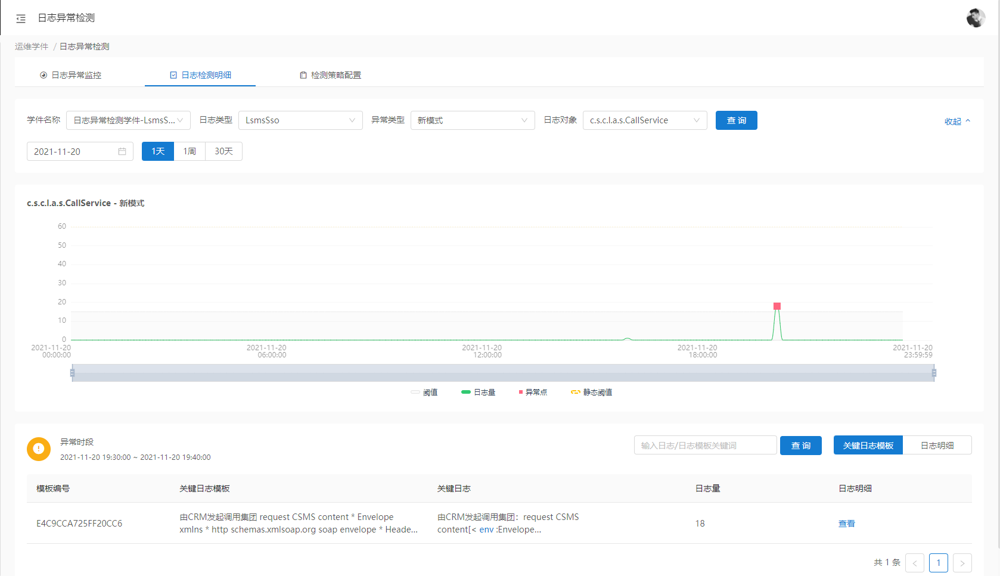 日志异常检测
运维学件 / 日志异常检测
日志异常监控
日志检测明细
检测策略配置
学件名称 日志异常检测学件-LsmsS... 日志类型 LsmsSso 异常类型 新模式 日志对象 c.s.c.l.a.s.CallService 查 询 收起
2021-11-20 1天 1周 30天
c.s.c.l.a.s.CallService - 新模式
60
50
40
30
20
10
0
2021-11-20 00:00:00
2021-11-20 06:00:00
2021-11-20 12:00:00
2021-11-20 18:00:00
2021-11-20 23:59:59
阈值 日志量 异常点 静态阈值
异常时段
2021-11-20 19:30:00 ~ 2021-11-20 19:40:00
输入日志/日志模板关键词 查 询 关键日志模板 日志明细
模板编号 关键日志模板 关键日志 日志量 日志明细
E4C9CCA725FF20CC6
由CRM发起调用集团 request CSMS content * Envelope
xmlns * http schemas.xmlsoap.org soap envelope * Heade...
由CRM发起调用集团：request CSMS
content[< env :Envelope...
18
查看
共 1 条 < 1 >